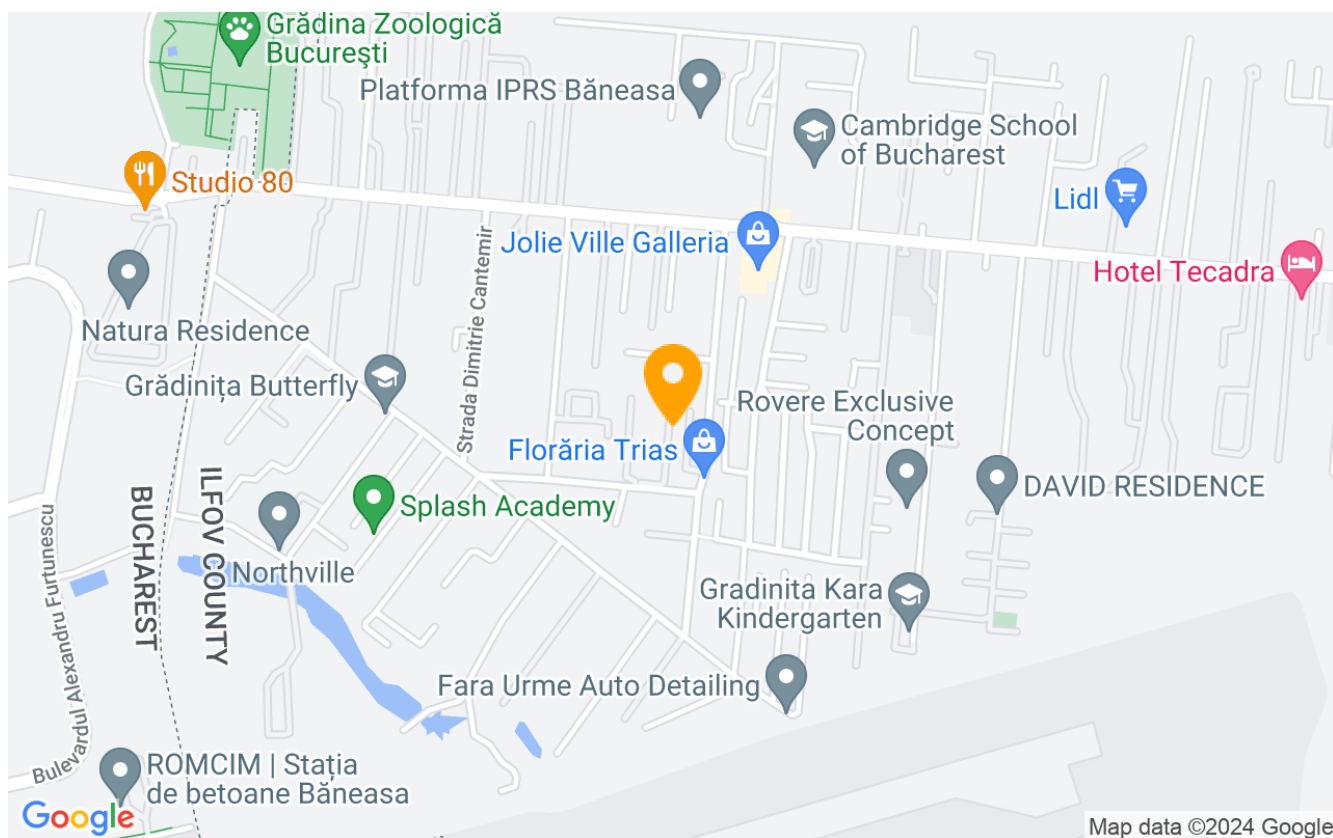 Grădina Zoologică
Bucureşti
Platforma IPRS Băneasa
Cambridge School
of Bucharest
Studio 80
Lidl
Jolie Ville Galleria
Hotel Tecadra
Strada Dimitrie Cantemir
Natura Residence
Grădinița Butterfly
Rovere Exclusive
Concept
Florăria Trias
DAVID RESIDENCE
Splash Academy
BUCHAREST
ILFOV COUNTY
Northville
Bulevardul Alexandru Furtunescu
Gradinita Kara
Kindergarten
Fara Urme Auto Detailing
ROMCIM | Stația
de betoane Băneasa
Google
Map data ©2024 Google